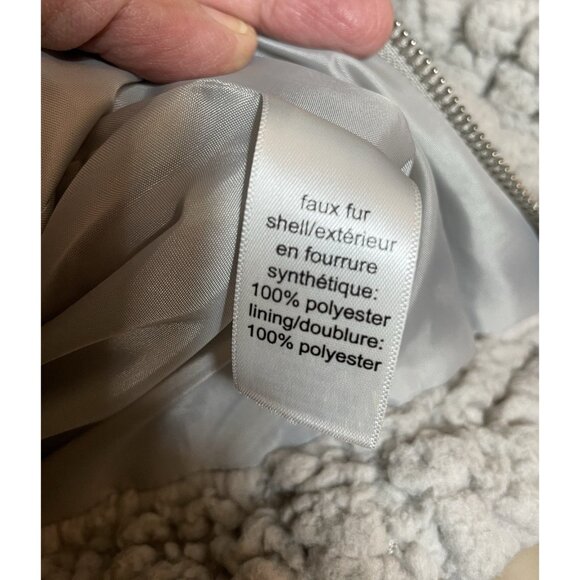 faux fur
shell/extérieur
en fourrure
synthétique:
100% polyester
lining/doublure:
100% polyester